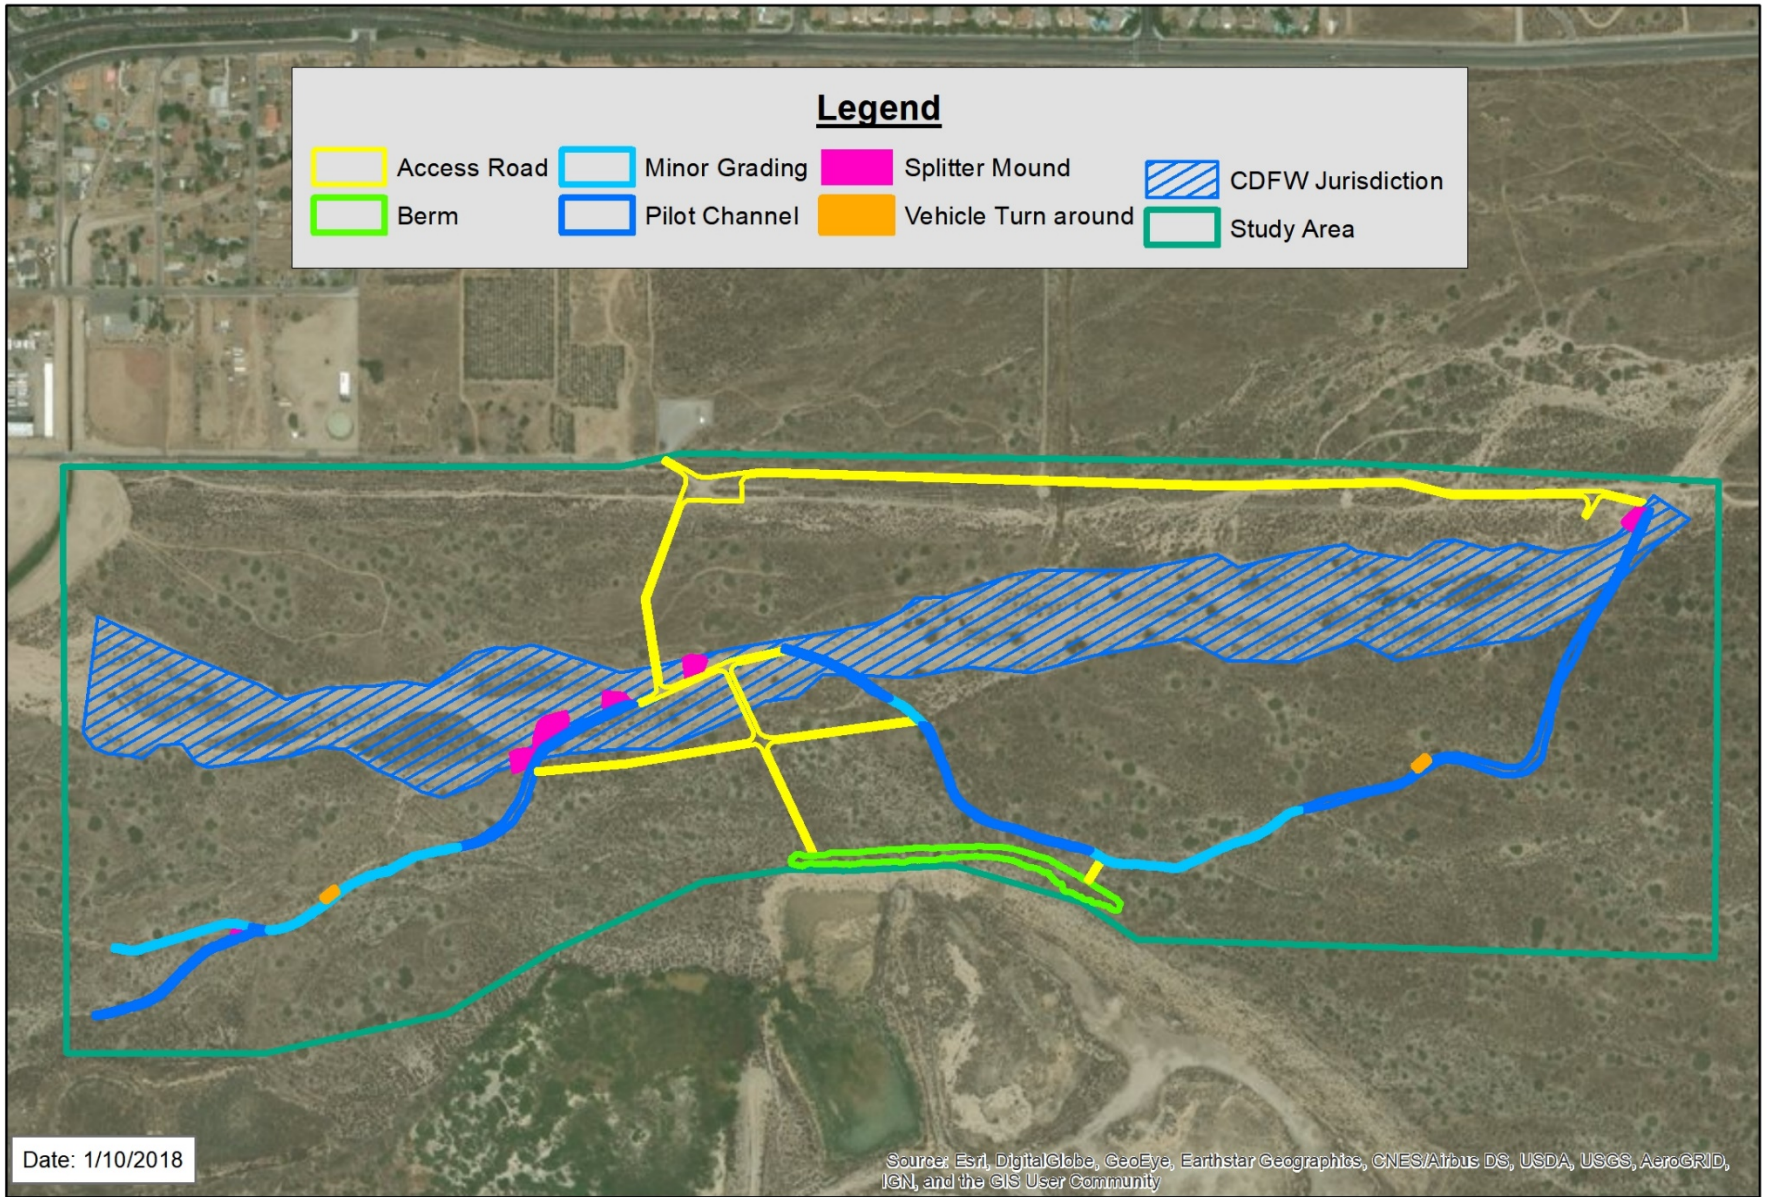 Legend
Access Road
Minor Grading
Splitter Mound
CDFW Jurisdiction
Berm
Pilot Channel
Vehicle Turn around
Study Area
Date: 1/10/2018
Source: Esri, DigitalGlobe, GeoEye, Earthstar Geographics, CNES/Airbus DS, USDA, USGS, AeroGRID,
IGN, and the GIS User Community